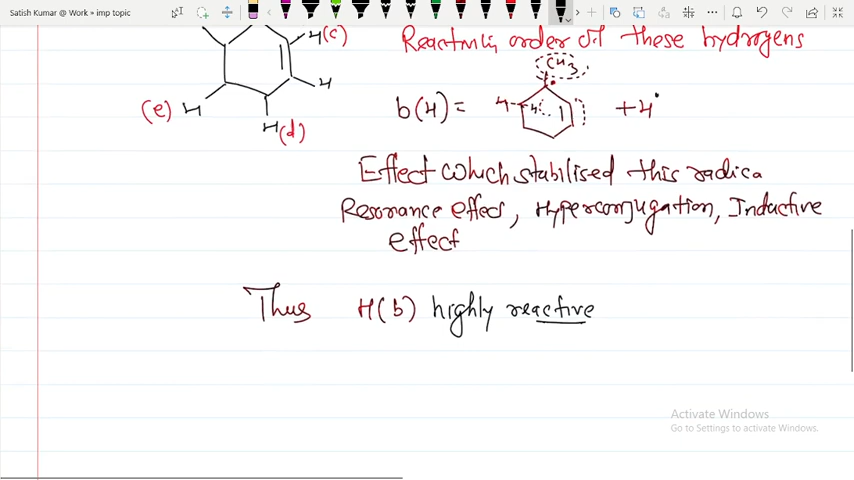 Satish Kumar @ Work » imp topic
H(c)
Reactivity order of these hydrogens
CH3
H
(e) H
H(d)
b(H) = H H + H•
Effect which stabilised this radica
Resonance effect, Hyperconjugation, Inductive
effect
Thus H(b) highly reactive
Activate Windows
Go to Settings to activate Windows.